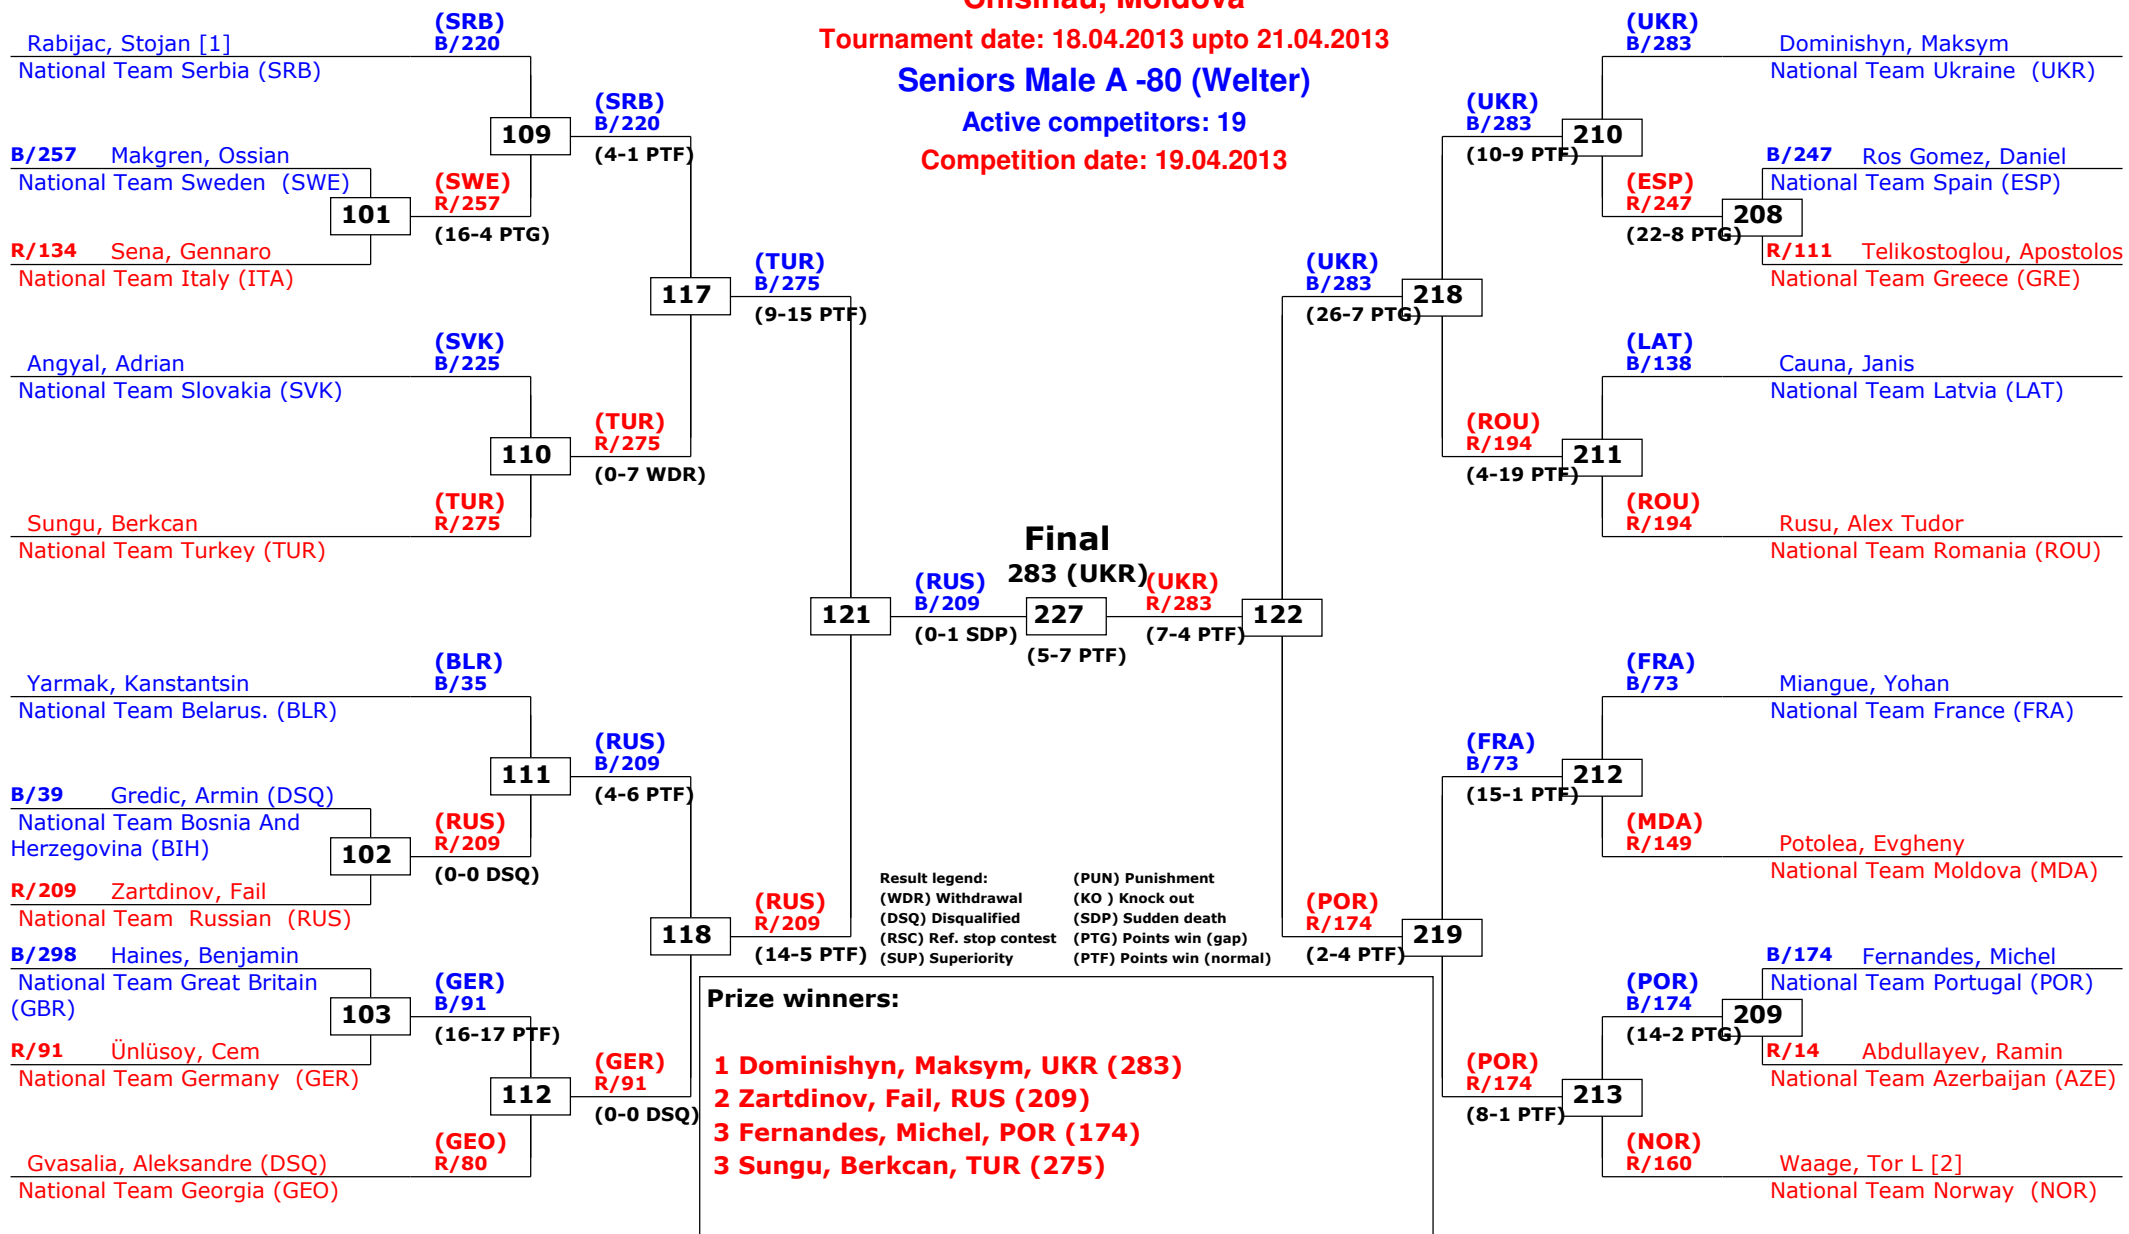 Chisinau, Moldova
Tournament date: 18.04.2013 upto 21.04.2013
Seniors Male A -80 (Welter)
Active competitors: 19
Competition date: 19.04.2013
Rabijac, Stojan [1]
National Team Serbia (SRB)
(SRB)
B/220
B/257 Makgren, Ossian
National Team Sweden (SWE)
R/134 Sena, Gennaro
National Team Italy (ITA)
101
(SWE)
R/257
(16-4 PTG)
109
(SRB)
B/220
(4-1 PTF)
Angyal, Adrian
National Team Slovakia (SVK)
(SVK)
B/225
Sungu, Berkcan
National Team Turkey (TUR)
(TUR)
R/275
110
(TUR)
R/275
(0-7 WDR)
117
(TUR)
B/275
(9-15 PTF)
Yarmak, Kanstantsin
National Team Belarus. (BLR)
(BLR)
B/35
B/39 Gredic, Armin (DSQ)
National Team Bosnia And
Herzegovina (BIH)
R/209 Zartdinov, Fail
National Team Russian (RUS)
102
(RUS)
R/209
(0-0 DSQ)
111
(RUS)
B/209
(4-6 PTF)
B/298 Haines, Benjamin
National Team Great Britain
(GBR)
R/91 Ünlüsoy, Cem
National Team Germany (GER)
103
(GER)
B/91
(16-17 PTF)
Gvasalia, Aleksandre (DSQ)
National Team Georgia (GEO)
(GEO)
R/80
112
(GER)
R/91
(0-0 DSQ)
118
(RUS)
R/209
(14-5 PTF)
121
(RUS)
B/209
(0-1 SDP)
Final
283 (UKR)
227
(5-7 PTF)
(UKR)
R/283
(7-4 PTF)
122
(UKR)
B/283
(26-7 PTG)
218
(UKR)
B/283
(10-9 PTF)
210
(UKR)
B/283
Dominishyn, Maksym
National Team Ukraine (UKR)
(ESP)
R/247
(22-8 PTG)
208
B/247 Ros Gomez, Daniel
National Team Spain (ESP)
R/111 Telikostoglou, Apostolos
National Team Greece (GRE)
(ROU)
R/194
(4-19 PTF)
211
(LAT)
B/138
Cauna, Janis
National Team Latvia (LAT)
(ROU)
R/194
Rusu, Alex Tudor
National Team Romania (ROU)
(POR)
R/174
(2-4 PTF)
219
(FRA)
B/73
(15-1 PTF)
212
(FRA)
B/73
Miangue, Yohan
National Team France (FRA)
(MDA)
R/149
Potolea, Evgheny
National Team Moldova (MDA)
(POR)
R/174
(8-1 PTF)
213
(POR)
B/174
(14-2 PTG)
209
B/174 Fernandes, Michel
National Team Portugal (POR)
R/14 Abdullayev, Ramin
National Team Azerbaijan (AZE)
(NOR)
R/160
Waage, Tor L [2]
National Team Norway (NOR)
Result legend:
(WDR) Withdrawal
(DSQ) Disqualified
(RSC) Ref. stop contest
(SUP) Superiority
(PUN) Punishment
(KO ) Knock out
(SDP) Sudden death
(PTG) Points win (gap)
(PTF) Points win (normal)
Prize winners:
1 Dominishyn, Maksym, UKR (283)
2 Zartdinov, Fail, RUS (209)
3 Fernandes, Michel, POR (174)
3 Sungu, Berkcan, TUR (275)